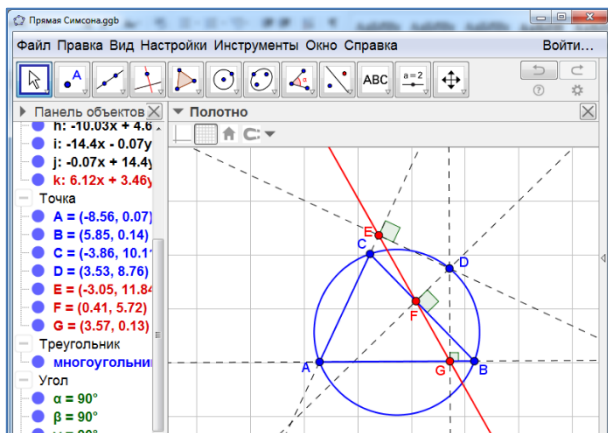 Прямая Симсона.ggb
Файл Правка Вид Настройки Инструменты Окно Справка Войти...
A
α
ABC
a=2
Панель объектов
Полотно
h: -10.03x + 4.6
i: -14.4x - 0.07y
j: -0.07x + 14.4y
k: 6.12x + 3.46y
Точка
A = (-8.56, 0.07)
B = (5.85, 0.14)
C = (-3.86, 10.11
D = (3.53, 8.76)
E = (-3.05, 11.84
F = (0.41, 5.72)
G = (3.57, 0.13)
Треугольник
многоугольни
Угол
α = 90°
β = 90°
E
C
D
F
A
G
B